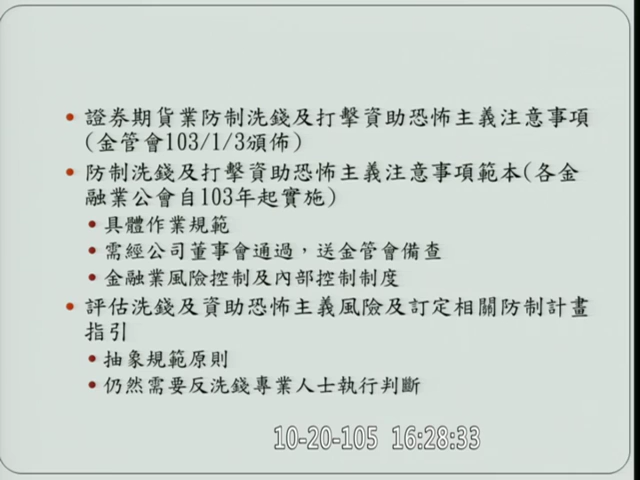 • 證券期貨業防制洗錢及打擊資助恐怖主義注意事項
(金管會103/1/3頒佈)
• 防制洗錢及打擊資助恐怖主義注意事項範本(各金
融業公會自103年起實施)
• 具體作業規範
• 需經公司董事會通過，送金管會備查
• 金融業風險控制及內部控制制度
• 評估洗錢及資助恐怖主義風險及訂定相關防制計畫
指引
• 抽象規範原則
• 仍然需要反洗錢專業人士執行判斷
10-20-105 16:28:33